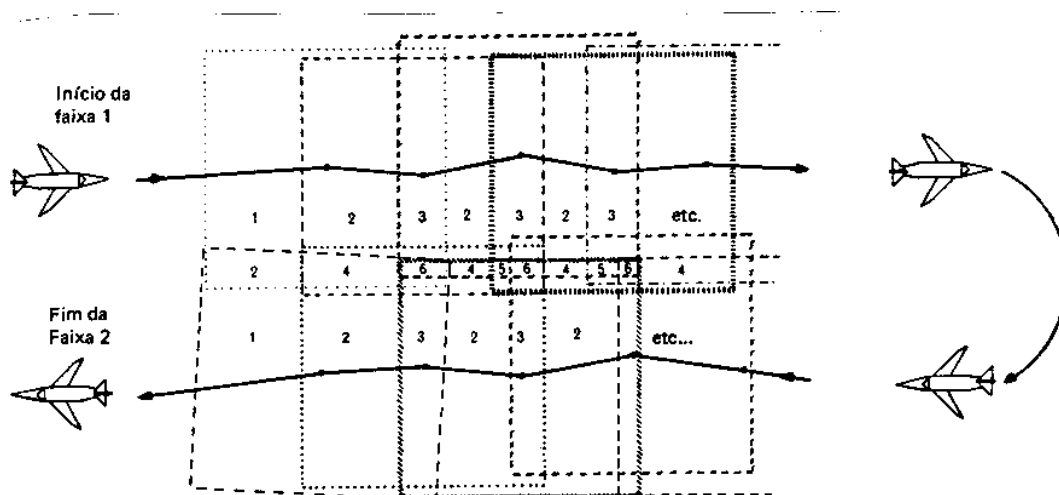 Início da
faixa 1
1 2 3 2 3 2 3 etc.
2 4 6 4 5 6 4 5 6 4
Fim da
Faixa 2
1 2 3 2 3 2 etc...